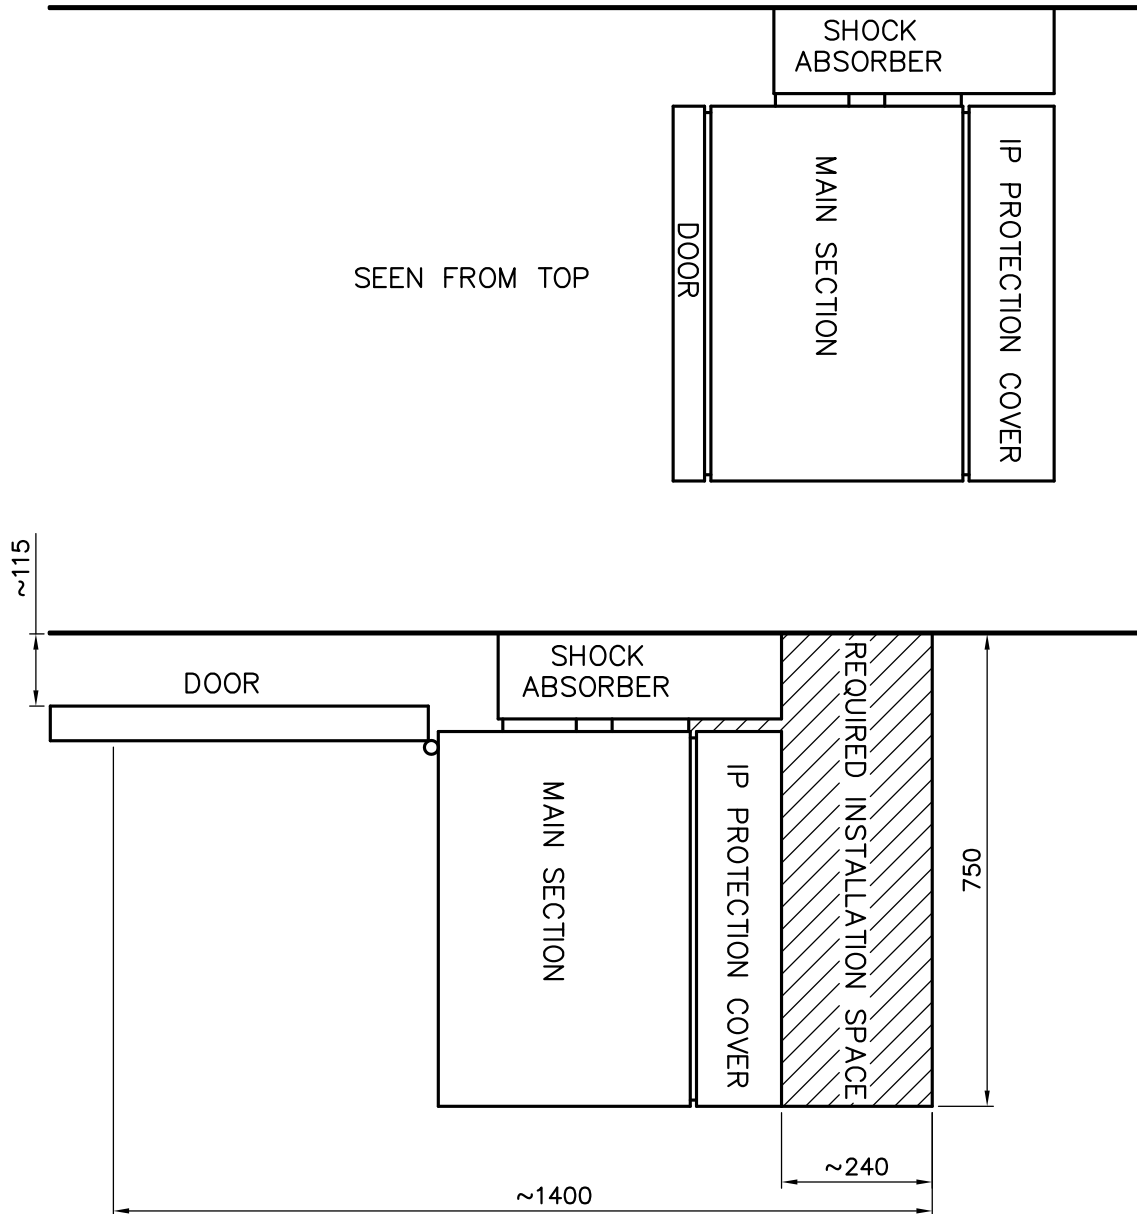 SHOCK
ABSORBER
IP PROTECTION COVER
MAIN SECTION
DOOR
SEEN FROM TOP
~115
SHOCK
ABSORBER
DOOR
REQUIRED INSTALLATION SPACE
IP PROTECTION COVER
MAIN SECTION
750
~240
~1400